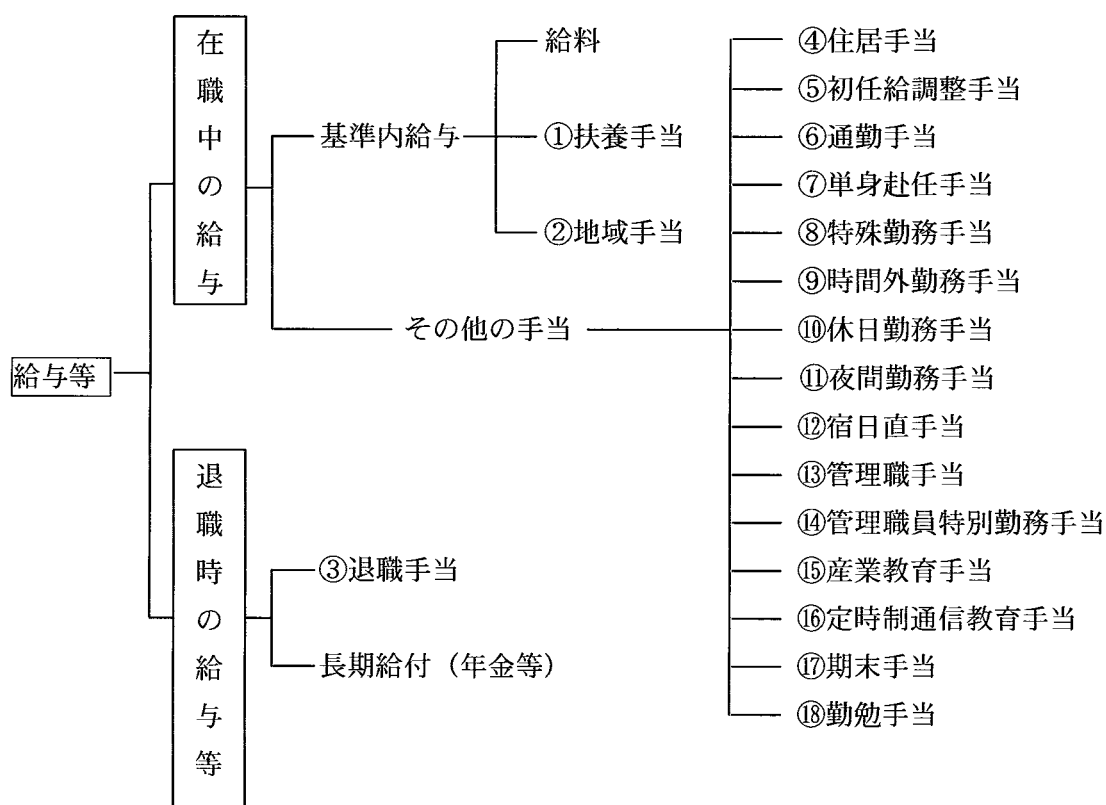 給与等
在職中の給与
基準内給与
給料
①扶養手当
②地域手当
その他の手当
④住居手当
⑤初任給調整手当
⑥通勤手当
⑦単身赴任手当
⑧特殊勤務手当
⑨時間外勤務手当
⑩休日勤務手当
⑪夜間勤務手当
⑫宿日直手当
⑬管理職手当
⑭管理職員特別勤務手当
⑮産業教育手当
⑯定時制通信教育手当
⑰期末手当
⑱勤勉手当
退職時の給与等
③退職手当
長期給付（年金等）